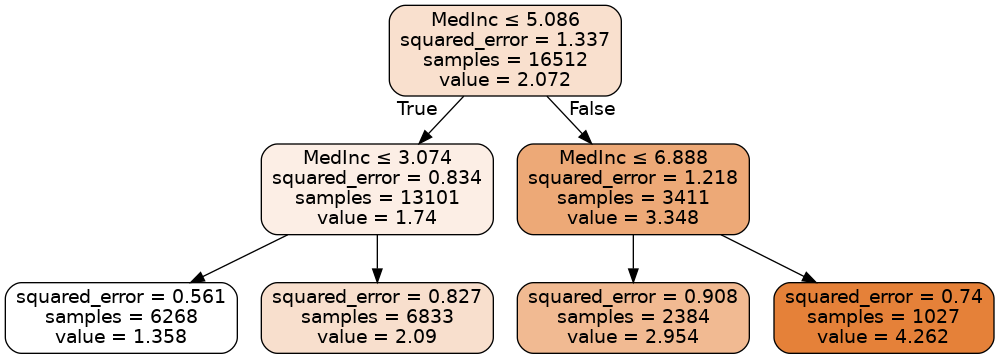 MedInc ≤ 5.086
squared_error = 1.337
samples = 16512
value = 2.072
True
False
MedInc ≤ 3.074
squared_error = 0.834
samples = 13101
value = 1.74
MedInc ≤ 6.888
squared_error = 1.218
samples = 3411
value = 3.348
squared_error = 0.561
samples = 6268
value = 1.358
squared_error = 0.827
samples = 6833
value = 2.09
squared_error = 0.908
samples = 2384
value = 2.954
squared_error = 0.74
samples = 1027
value = 4.262